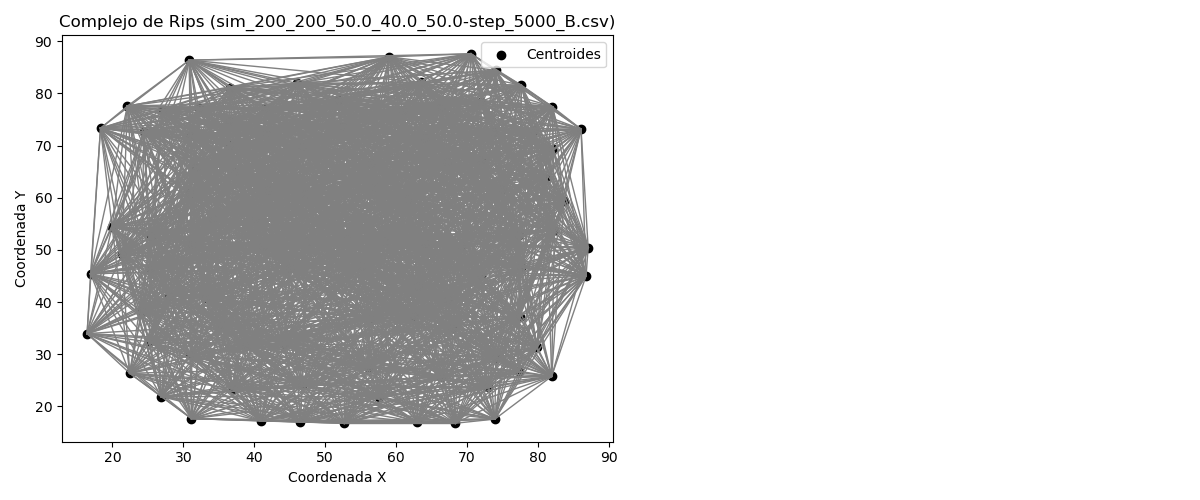 Complejo de Rips (sim_200_200_50.0_40.0_50.0-step_5000_B.csv)
Centroides
Coordenada Y
90
80
70
60
50
40
30
20
20 30 40 50 60 70 80 90
Coordenada X